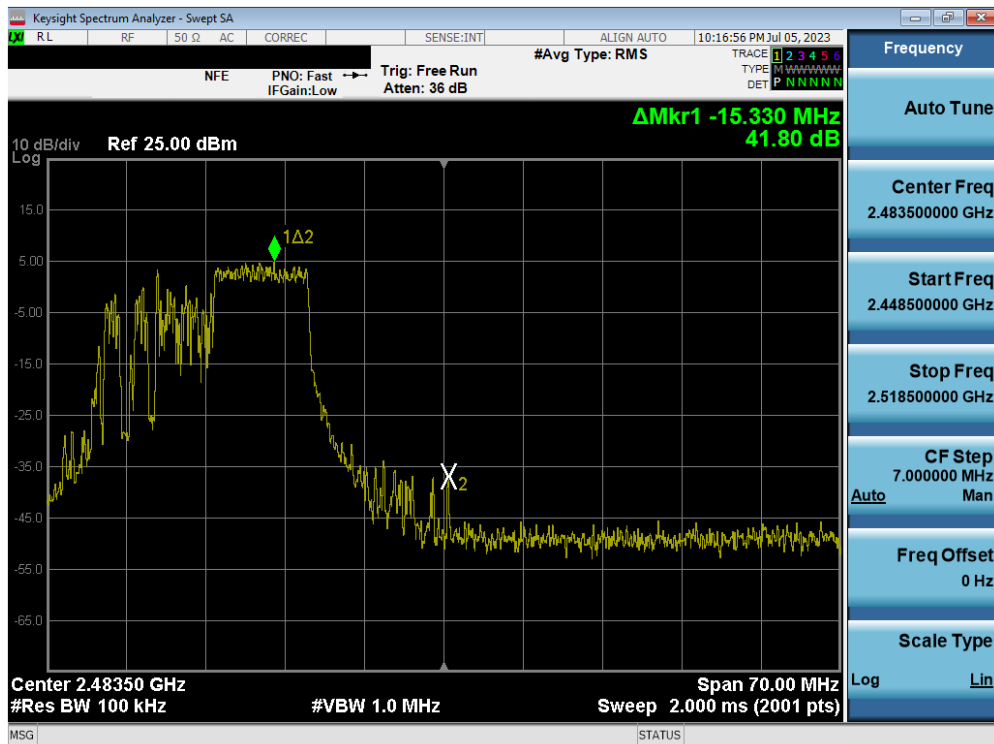 Keysight Spectrum Analyzer - Swept SA
LXI RL RF 50 Ω AC CORREC SENSE:INT ALIGN AUTO 10:16:56 PM Jul 05, 2023
#Avg Type: RMS TRACE 1 2 3 4 5 6
NFE PNO: Fast Trig: Free Run TYPE M W W W W W
IFGain:Low Atten: 36 dB DET P N N N N N
ΔMkr1 -15.330 MHz
41.80 dB
10 dB/div Ref 25.00 dBm
Log
15.0
1Δ2
5.00
-5.00
-15.0
-25.0
-35.0
X2
-45.0
-55.0
-65.0
Center 2.48350 GHz Span 70.00 MHz
#Res BW 100 kHz #VBW 1.0 MHz Sweep 2.000 ms (2001 pts)
MSG STATUS
Frequency
Auto Tune
Center Freq
2.483500000 GHz
Start Freq
2.448500000 GHz
Stop Freq
2.518500000 GHz
CF Step
7.000000 MHz
Auto Man
Freq Offset
0 Hz
Scale Type
Log Lin